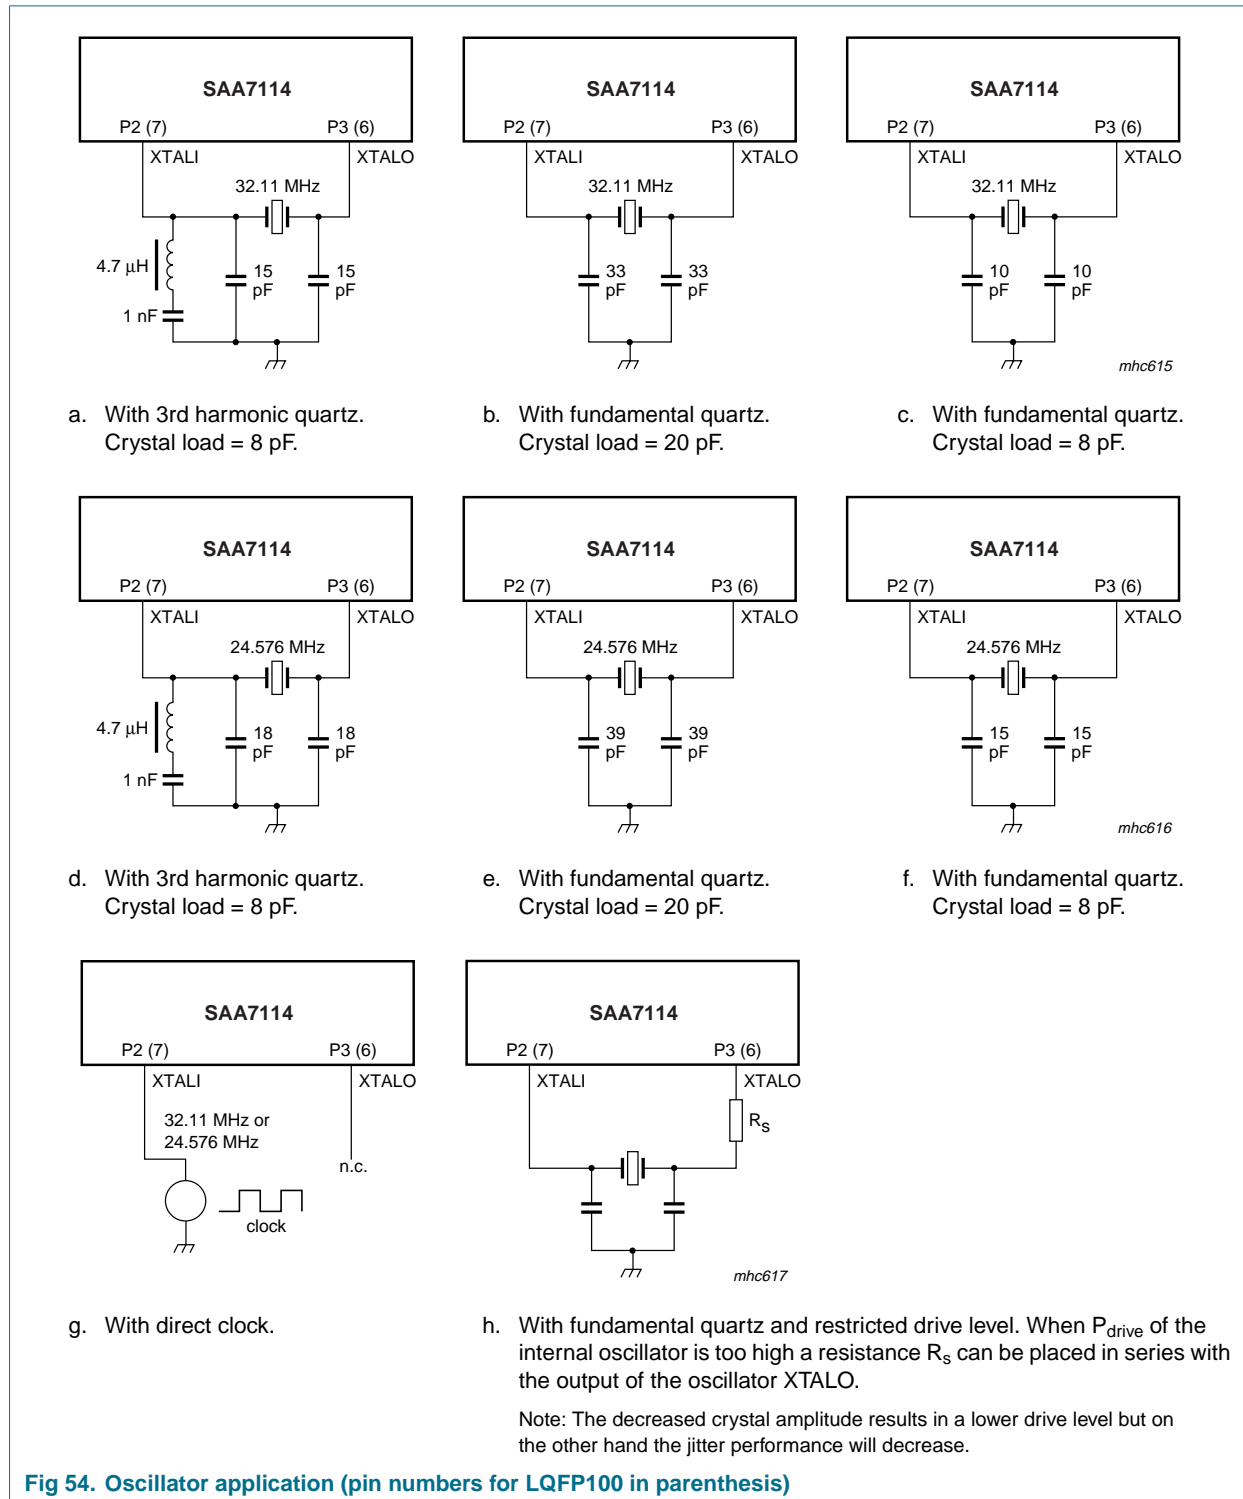 SAA7114
P2 (7)
P3 (6)
XTALI
XTALO
32.11 MHz
4.7 μH
15
pF
15
pF
1 nF
a. With 3rd harmonic quartz.
Crystal load = 8 pF.
SAA7114
P2 (7)
P3 (6)
XTALI
XTALO
32.11 MHz
33
pF
33
pF
b. With fundamental quartz.
Crystal load = 20 pF.
SAA7114
P2 (7)
P3 (6)
XTALI
XTALO
32.11 MHz
10
pF
10
pF
mhc615
c. With fundamental quartz.
Crystal load = 8 pF.
SAA7114
P2 (7)
P3 (6)
XTALI
XTALO
24.576 MHz
4.7 μH
18
pF
18
pF
1 nF
d. With 3rd harmonic quartz.
Crystal load = 8 pF.
SAA7114
P2 (7)
P3 (6)
XTALI
XTALO
24.576 MHz
39
pF
39
pF
e. With fundamental quartz.
Crystal load = 20 pF.
SAA7114
P2 (7)
P3 (6)
XTALI
XTALO
24.576 MHz
15
pF
15
pF
mhc616
f. With fundamental quartz.
Crystal load = 8 pF.
SAA7114
P2 (7)
P3 (6)
XTALI
XTALO
32.11 MHz or
24.576 MHz
n.c.
clock
g. With direct clock.
SAA7114
P2 (7)
P3 (6)
XTALI
XTALO
Rs
mhc617
h. With fundamental quartz and restricted drive level. When Pdrive of the
internal oscillator is too high a resistance Rs can be placed in series with
the output of the oscillator XTALO.
Note: The decreased crystal amplitude results in a lower drive level but on
the other hand the jitter performance will decrease.
Fig 54. Oscillator application (pin numbers for LQFP100 in parenthesis)